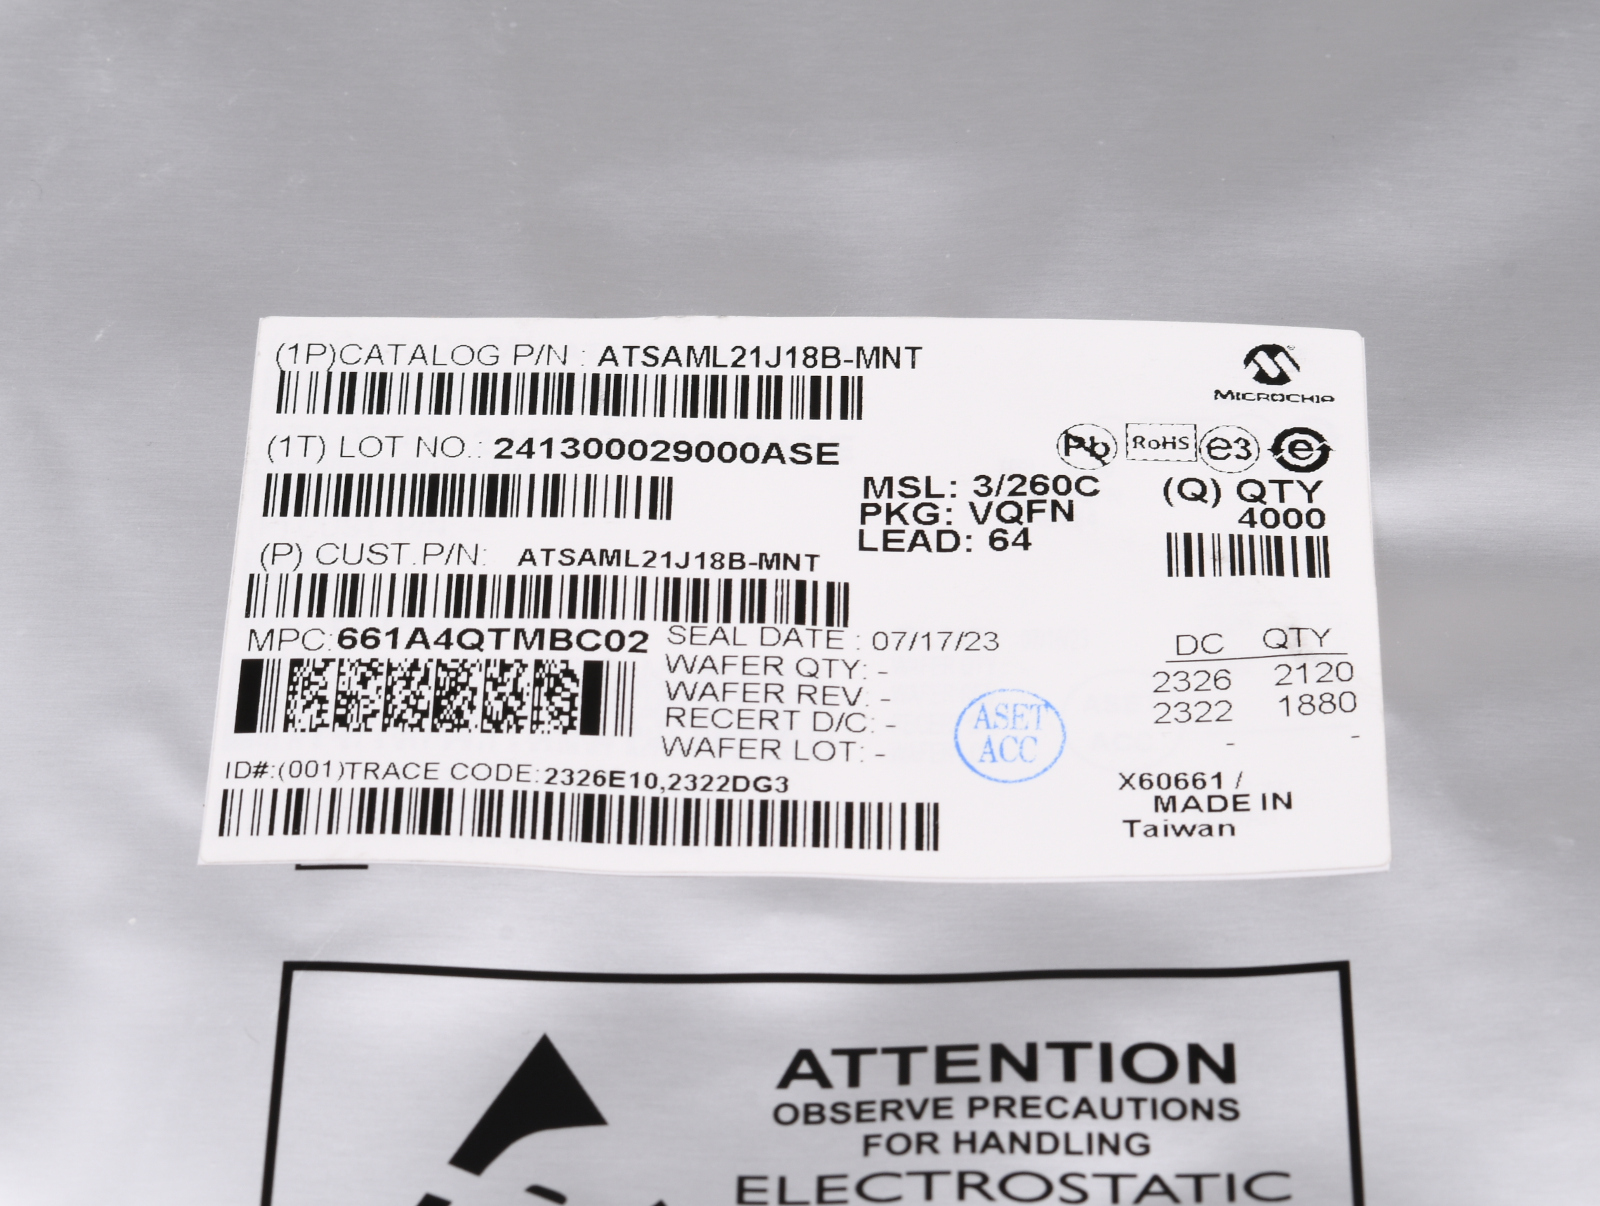 (1P)CATALOG P/N : ATSAML21J18B-MNT
MICROCHIP
(1T) LOT NO.: 241300029000ASE
Pb RoHS e3 e
MSL: 3/260C
PKG: VQFN
LEAD: 64
(Q) QTY
4000
(P) CUST.P/N: ATSAML21J18B-MNT
MPC:661A4QTMBC02
SEAL DATE : 07/17/23
WAFER QTY: -
WAFER REV: -
RECERT D/C: -
WAFER LOT: -
ASET
ACC
DC QTY
2326 2120
2322 1880
- -
ID#:(001)TRACE CODE:2326E10,2322DG3
X60661 /
MADE IN
Taiwan
ATTENTION
OBSERVE PRECAUTIONS
FOR HANDLING
ELECTROSTATIC